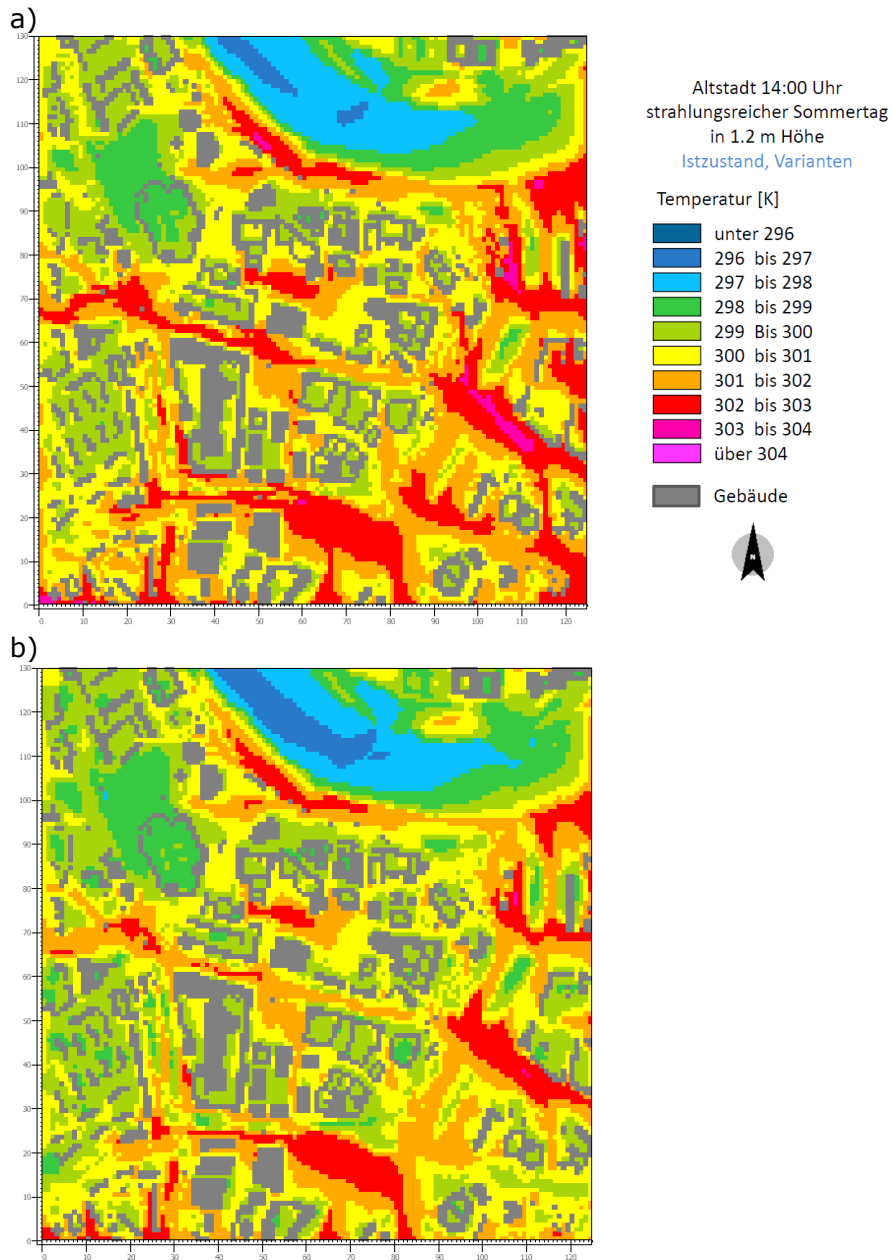 a)
130
120
110
100
90
80
70
60
50
40
30
20
10
0
0 10 20 30 40 50 60 70 80 90 100 110 120
Altstadt 14:00 Uhr
strahlungsreicher Sommertag
in 1.2 m Höhe
Istzustand, Varianten
Temperatur [K]
unter 296
296 bis 297
297 bis 298
298 bis 299
299 Bis 300
300 bis 301
301 bis 302
302 bis 303
303 bis 304
über 304
Gebäude
N
b)
130
120
110
100
90
80
70
60
50
40
30
20
10
0
0 10 20 30 40 50 60 70 80 90 100 110 120